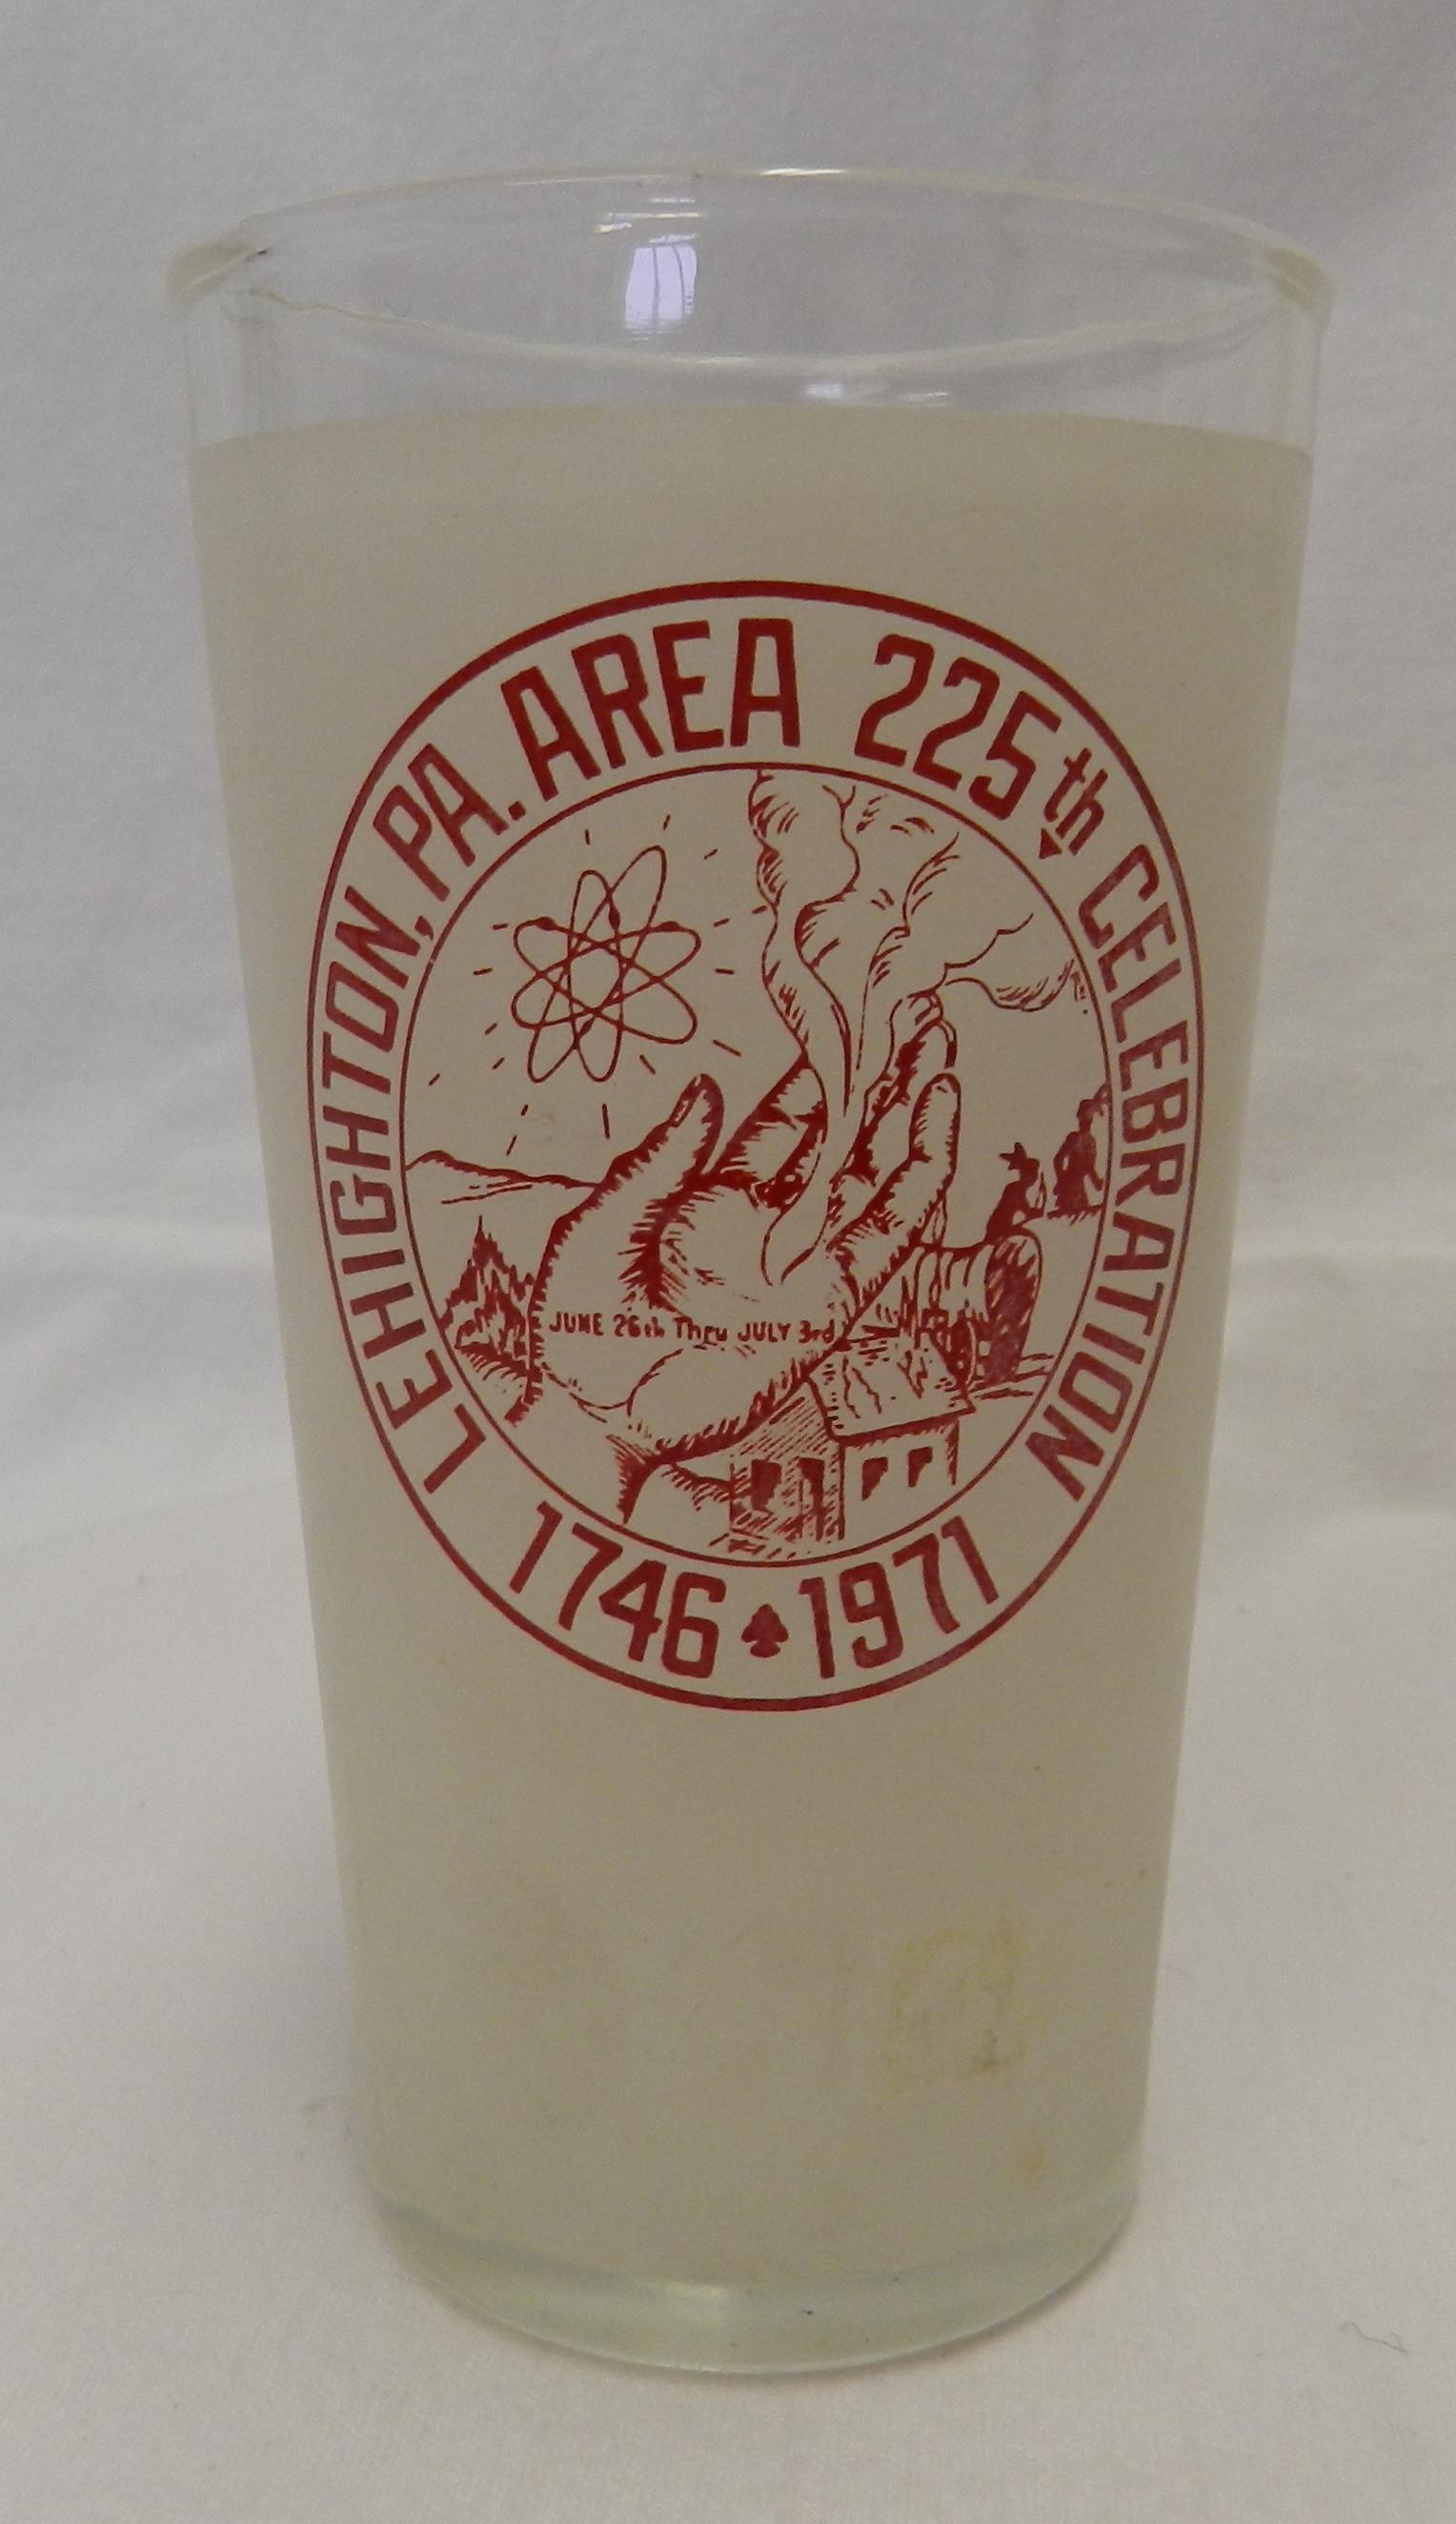 LEHIGHTON, PA. AREA 225th CELEBRATION
JUNE 26th Thru JULY 3rd
1746 ♣ 1971